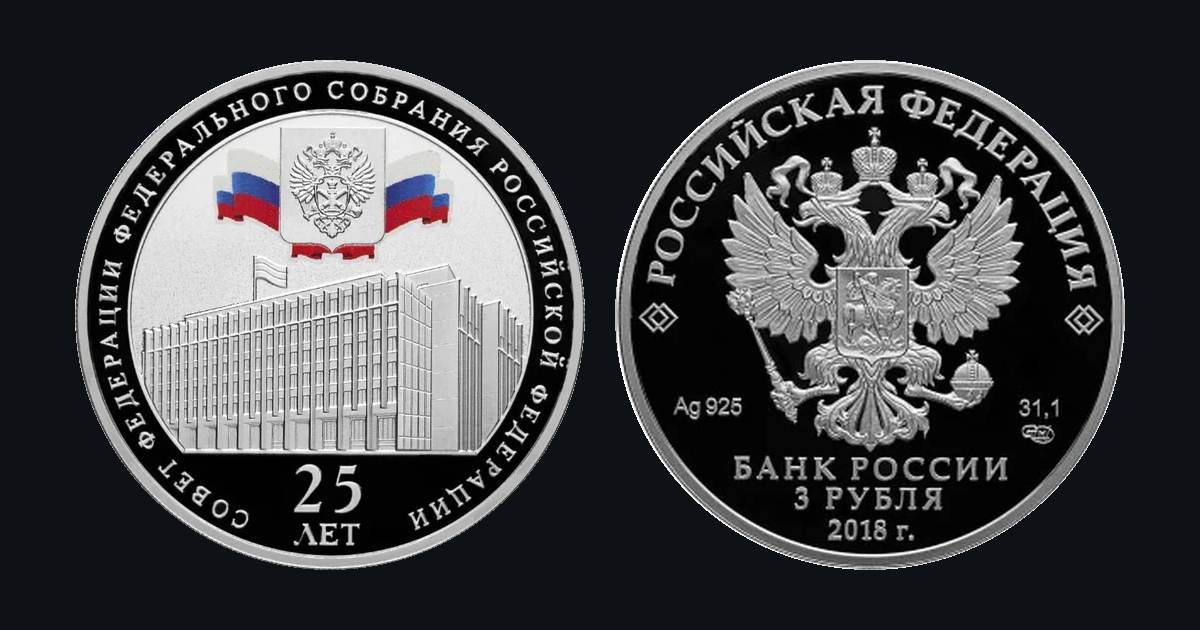 СОВЕТ ФЕДЕРАЦИИ ФЕДЕРАЛЬНОГО СОБРАНИЯ РОССИЙСКОЙ ФЕДЕРАЦИИ
25
ЛЕТ
РОССИЙСКАЯ ФЕДЕРАЦИЯ
Ag 925
31,1
БАНК РОССИИ
3 РУБЛЯ
2018 г.